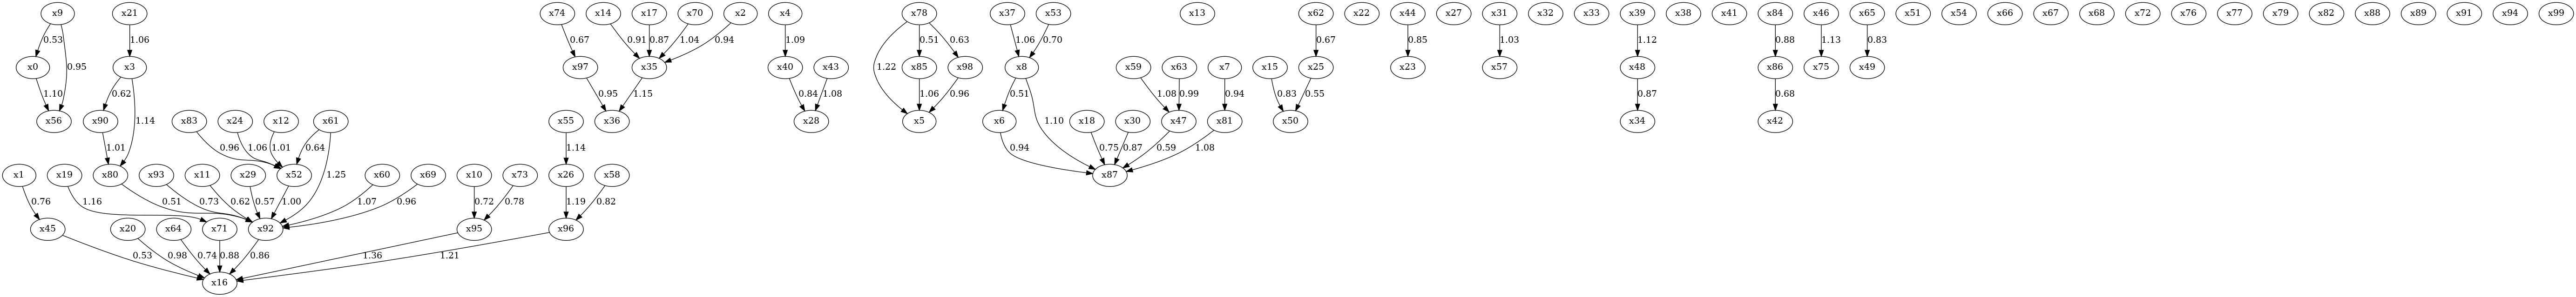 x9 x21 x74 x14 x17 x70 x2 x4 x78 x37 x53 x13 x62 x22 x44 x27 x31 x32 x33 x39 x38 x41 x84 x46 x65 x51 x54 x66 x67 x68 x72 x76 x77 x79 x82 x88 x89 x91 x94 x99
0.53 1.06 0.67 0.91 0.87 1.04 0.94 1.09 0.51 0.63 1.06 0.70 0.67 0.85 1.03 1.12 0.88 1.13 0.83
x0 0.95 x3 x97 x35 x40 x43 1.22 x85 x98 x8 x59 x63 x7 x15 x25 x23 x57 x48 x86 x75 x49
1.10 0.62 0.95 1.15 0.84 1.08 1.06 0.96 0.51 1.08 0.99 0.94 0.83 0.55 0.87 0.68
x56 x90 1.14 x83 x24 x12 x61 x55 x36 x28 x5 x6 1.10 x18 x30 x47 x81 x50 x34 x42
1.01 0.96 1.06 1.01 0.64 1.14 0.94 0.75 0.87 0.59 1.08
x1 x19 x80 x93 x11 x29 x52 1.25 x60 x69 x10 x73 x26 x58 x87
0.76 1.16 0.51 0.73 0.62 0.57 1.00 1.07 0.96 0.72 0.78 1.19 0.82
x45 x20 x64 x71 x92 x95 x96
0.53 0.98 0.74 0.88 0.86 1.36 1.21
x16